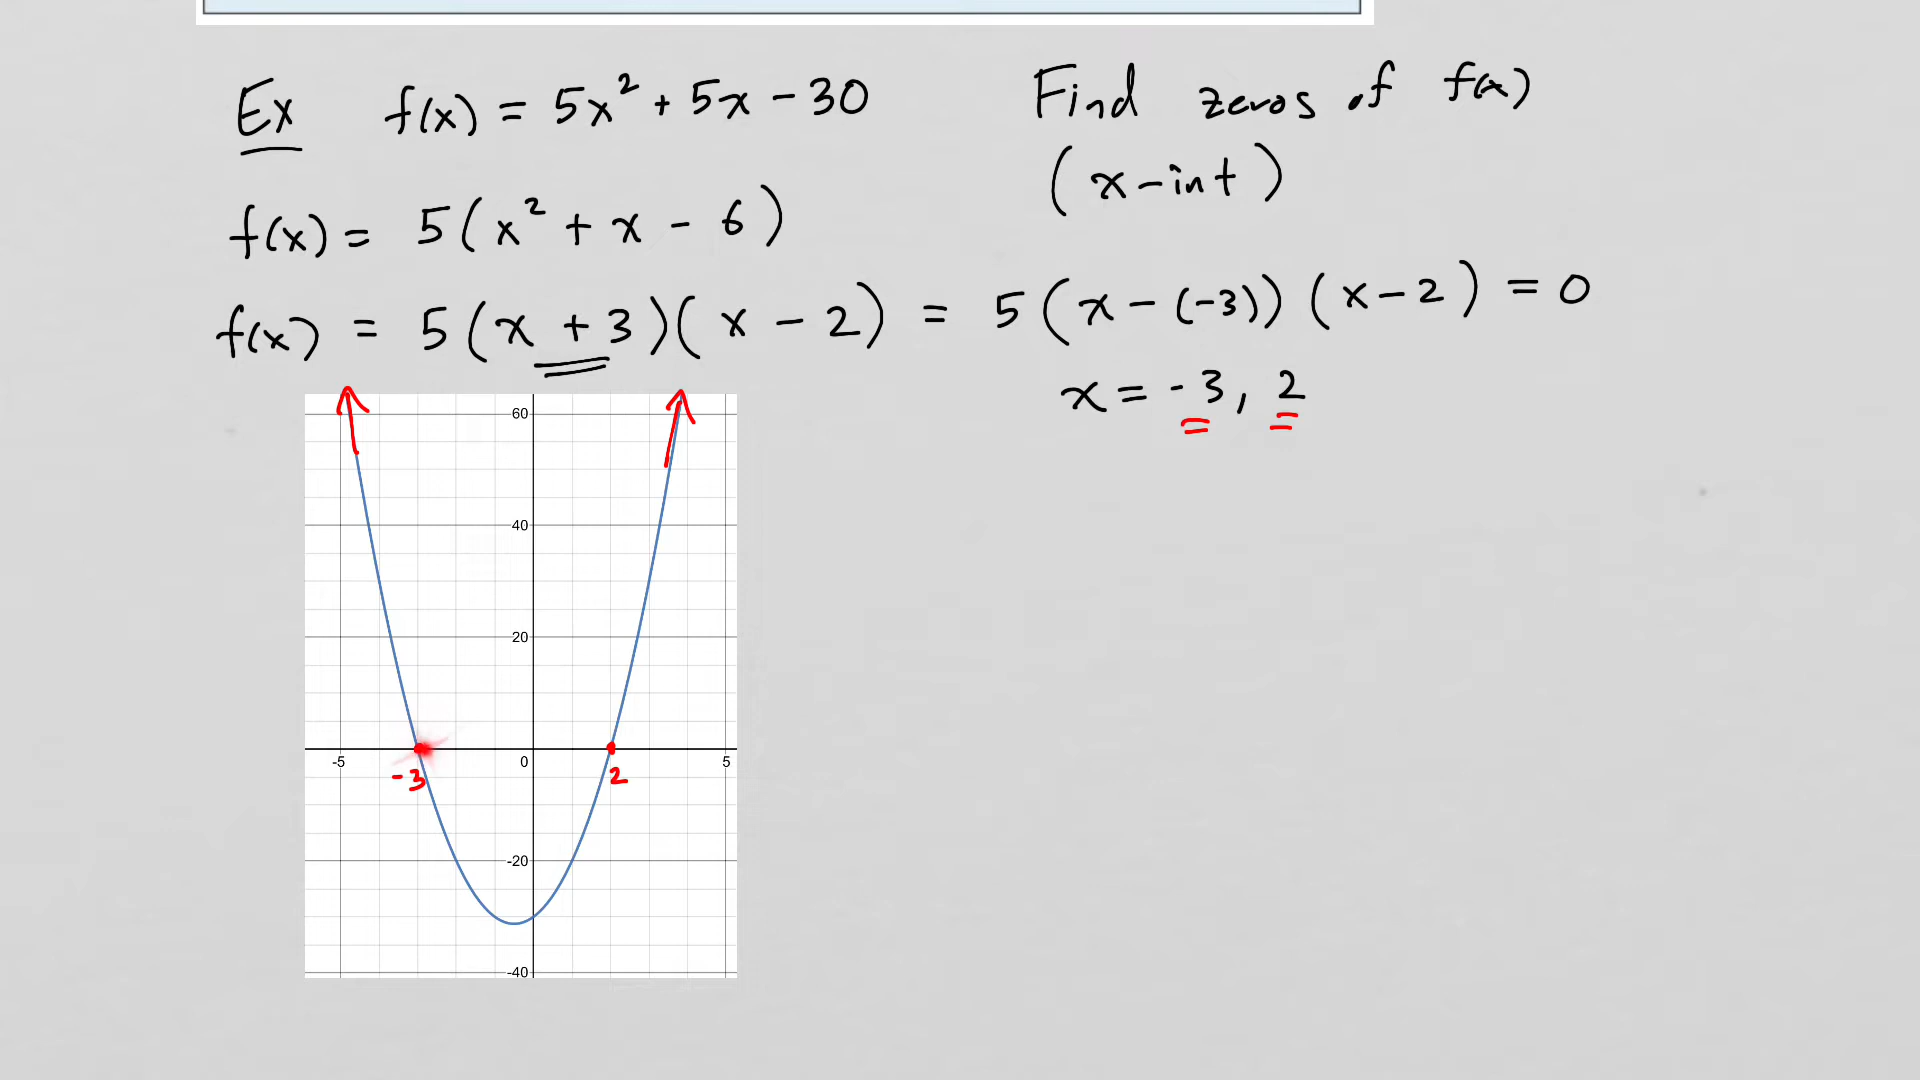 Ex f(x) = 5x² + 5x - 30
Find zeros of f(x)
(x-int)
f(x) = 5(x² + x - 6)
f(x) = 5(x + 3)(x - 2) = 5(x - (-3))(x - 2) = 0
x = -3, 2
60
40
20
-5 0 5
-3 2
-20
-40